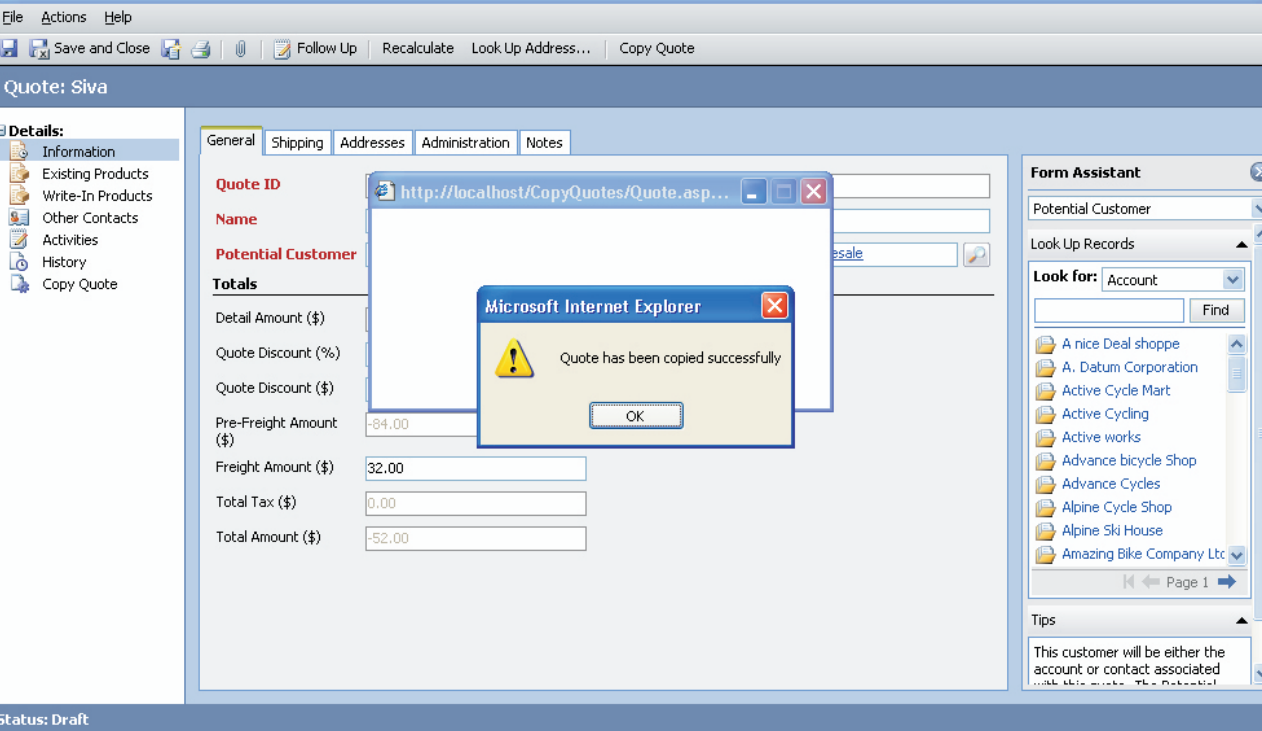 File Actions Help
Save and Close Follow Up Recalculate Look Up Address... Copy Quote
Quote: Siva
Details:
Information
Existing Products
Write-In Products
Other Contacts
Activities
History
Copy Quote
General Shipping Addresses Administration Notes
Quote ID
Name
Potential Customer
Totals
Detail Amount ($)
Quote Discount (%)
Quote Discount ($)
Pre-Freight Amount
($)
-84.00
Freight Amount ($) 32.00
Total Tax ($) 0.00
Total Amount ($) -52.00
http://localhost/CopyQuotes/Quote.asp...
Microsoft Internet Explorer
Quote has been copied successfully
OK
Form Assistant
Potential Customer
Look Up Records
Look for: Account
Find
A nice Deal shoppe
A. Datum Corporation
Active Cycle Mart
Active Cycling
Active works
Advance bicycle Shop
Advance Cycles
Alpine Cycle Shop
Alpine Ski House
Amazing Bike Company Ltd
Page 1
Tips
This customer will be either the
account or contact associated
with this quote. The Potential
Status: Draft